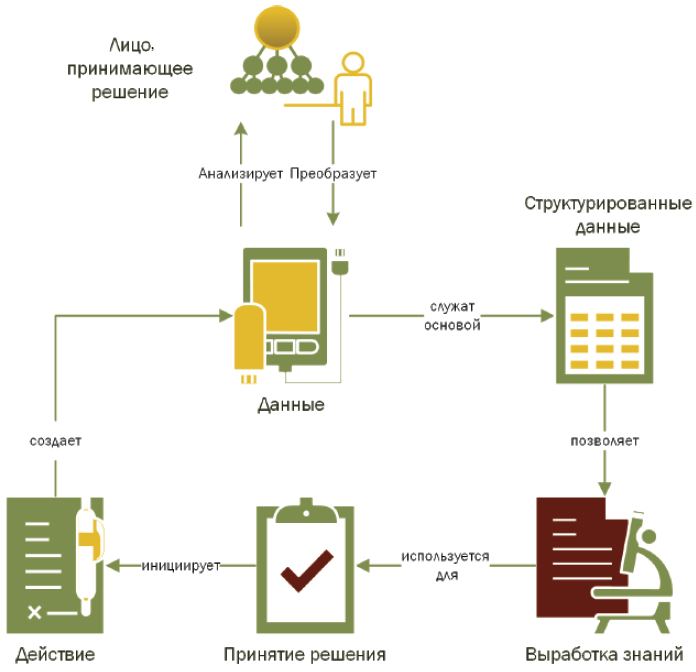 Лицо,
принимающее
решение
Анализирует
Преобразует
Структурированные
данные
служат
основой
Данные
создает
позволяет
используется
для
инициирует
Действие
Принятие решения
Выработка знаний